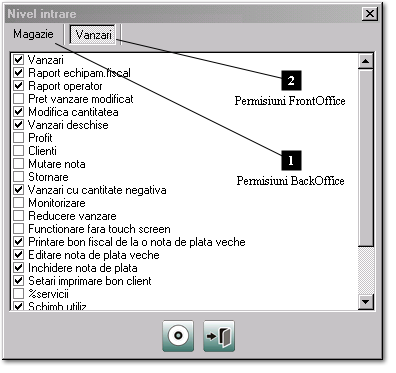 Nivel intrare
Magazie
Vanzari
Vanzari
Raport echipam.fiscal
Raport operator
Pret vanzare modificat
Modifica cantitatea
Vanzari deschise
Profit
Clienti
Mutare nota
Stornare
Vanzari cu cantitate negativa
Monitorizare
Reducere vanzare
Functionare fara touch screen
Printare bon fiscal de la o nota de plata veche
Editare nota de plata veche
Inchidere nota de plata
Setari imprimare bon client
%servicii
Schimb utiliz
2
Permisiuni FrontOffice
1
Permisiuni BackOffice